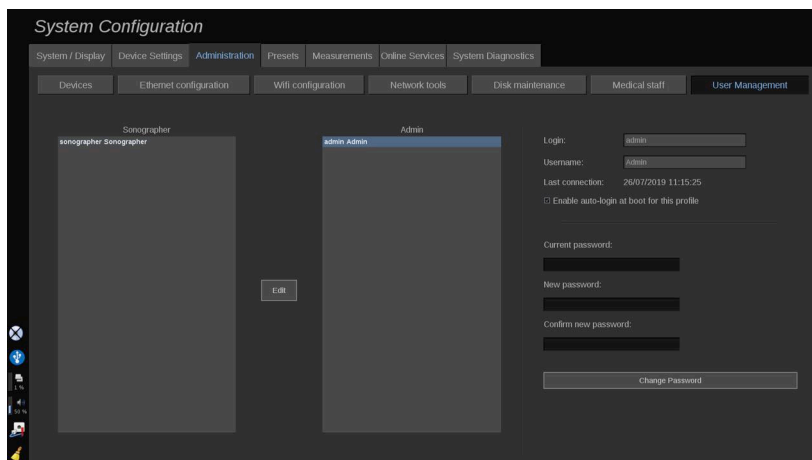 System Configuration
System / Display Device Settings Administration Presets Measurements Online Services System Diagnostics
Devices Ethernet configuration Wifi configuration Network tools Disk maintenance Medical staff User Management
Sonographer Admin
sonographer Sonographer admin Admin
Login: admin
Username: Admin
Last connection: 26/07/2019 11:15:25
Enable auto-login at boot for this profile
Current password:
Edit
New password:
Confirm new password:
Change Password
1 %
50 %